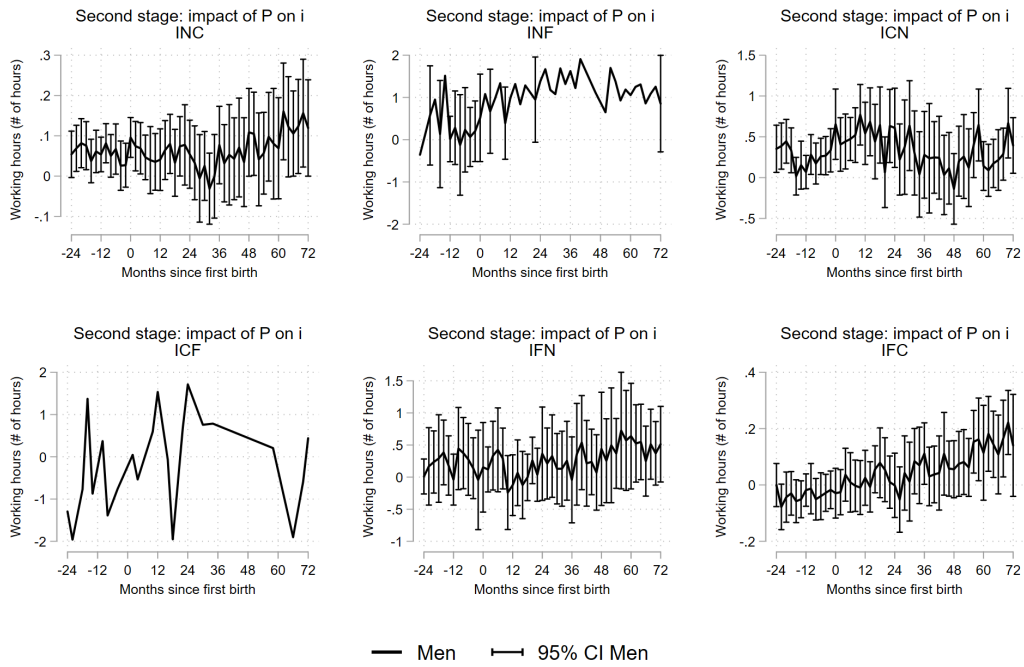 Second stage: impact of P on i
INC
Working hours (# of hours)
.3
.2
.1
0
-.1
-24 -12 0 12 24 36 48 60 72
Months since first birth
Second stage: impact of P on i
INF
Working hours (# of hours)
2
1
0
-1
-2
-24 -12 0 12 24 36 48 60 72
Months since first birth
Second stage: impact of P on i
ICN
Working hours (# of hours)
1.5
1
.5
0
-.5
-24 -12 0 12 24 36 48 60 72
Months since first birth
Second stage: impact of P on i
ICF
Working hours (# of hours)
2
1
0
-1
-2
-24 -12 0 12 24 36 48 60 72
Months since first birth
Second stage: impact of P on i
IFN
Working hours (# of hours)
1.5
1
.5
0
-.5
-1
-24 -12 0 12 24 36 48 60 72
Months since first birth
Second stage: impact of P on i
IFC
Working hours (# of hours)
.4
.2
0
-.2
-24 -12 0 12 24 36 48 60 72
Months since first birth
Men 95% CI Men